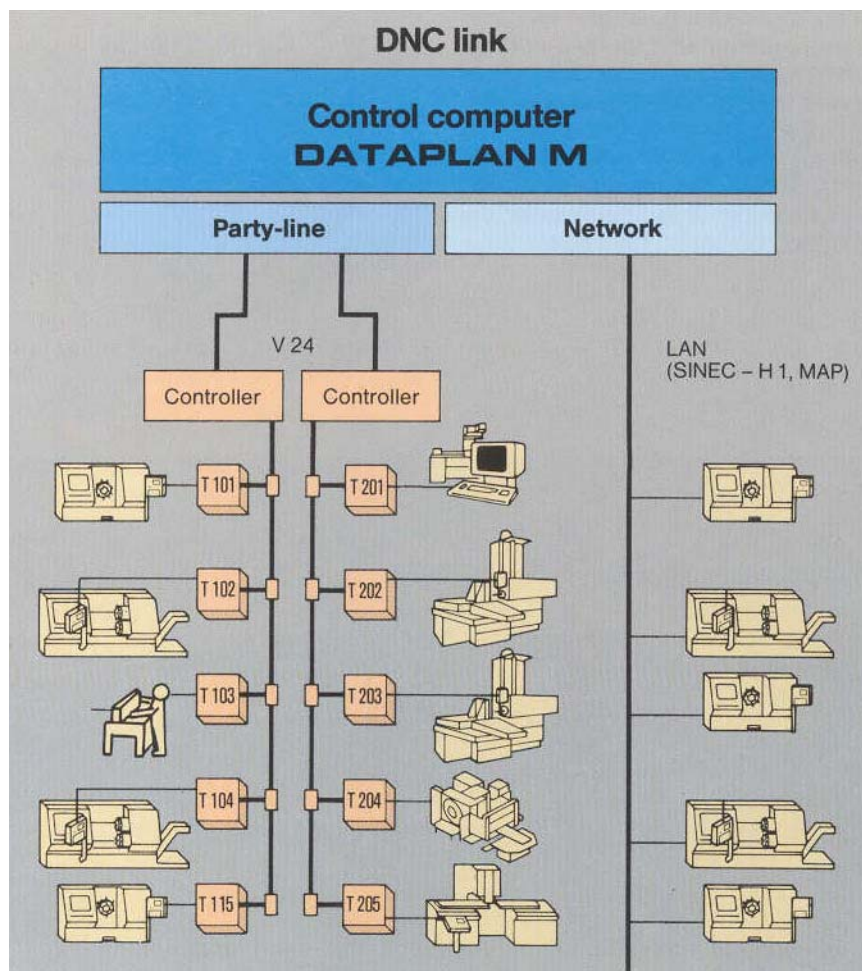 DNC link
Control computer
DATAPLAN M
Party-line
Network
V 24
LAN
(SINEC – H 1, MAP)
Controller
Controller
T 101
T 201
T 102
T 202
T 103
T 203
T 104
T 204
T 115
T 205